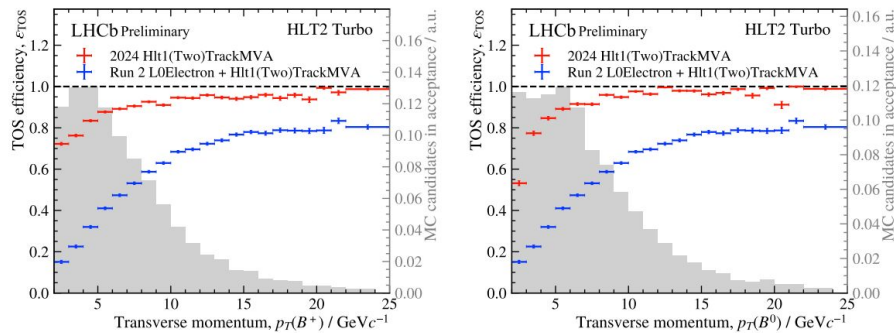 LHCb Preliminary HLT2 Turbo
2024 Hlt1(Two)TrackMVA
Run 2 L0Electron + Hlt1(Two)TrackMVA
TOS efficiency, εTOS
1.2
1.0
0.8
0.6
0.4
0.2
0.0
MC candidates in acceptance / a.u.
0.16
0.14
0.12
0.10
0.08
0.06
0.04
0.02
0.00
5 10 15 20 25
Transverse momentum, pT(B⁺) / GeVc⁻¹
LHCb Preliminary HLT2 Turbo
2024 Hlt1(Two)TrackMVA
Run 2 L0Electron + Hlt1(Two)TrackMVA
TOS efficiency, εTOS
1.2
1.0
0.8
0.6
0.4
0.2
0.0
MC candidates in acceptance / a.u.
0.16
0.14
0.12
0.10
0.08
0.06
0.04
0.02
0.00
5 10 15 20 25
Transverse momentum, pT(B⁰) / GeVc⁻¹